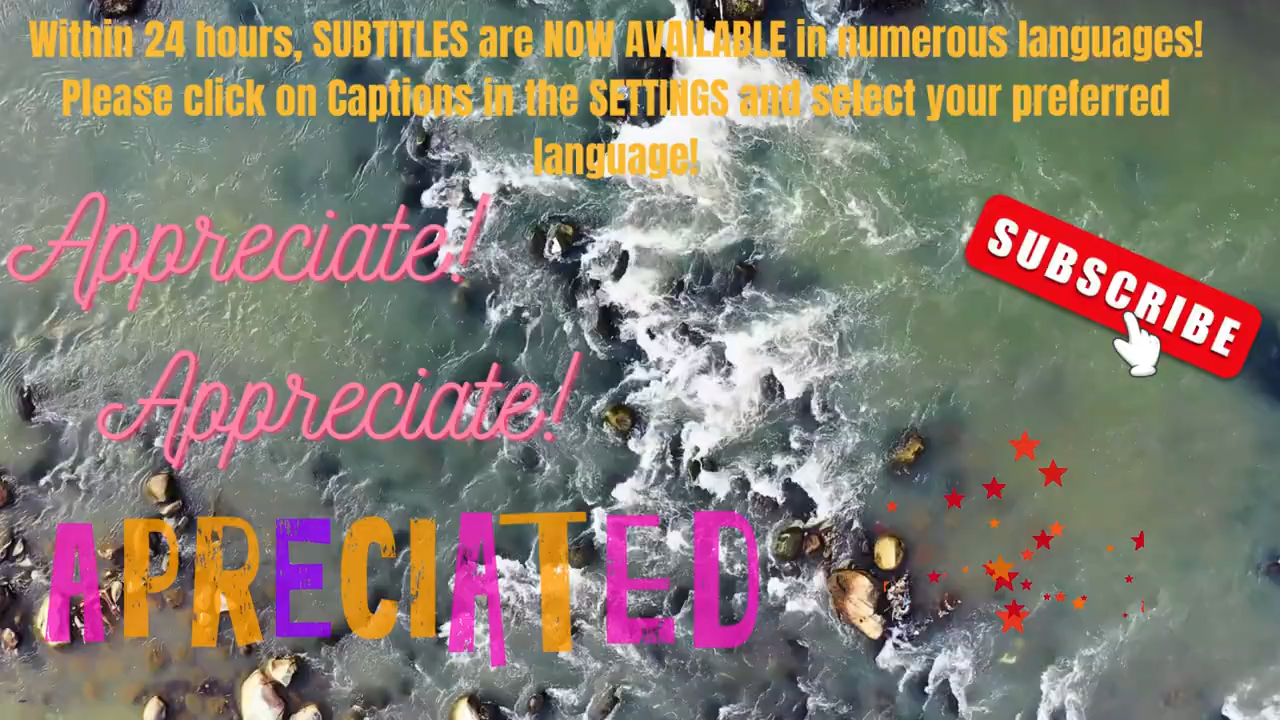 Within 24 hours, SUBTITLES are NOW AVAILABLE in numerous languages!
Please click on Captions in the SETTINGS and select your preferred
language!
Appreciate!
SUBSCRIBE
Appreciate!
APRECIATED